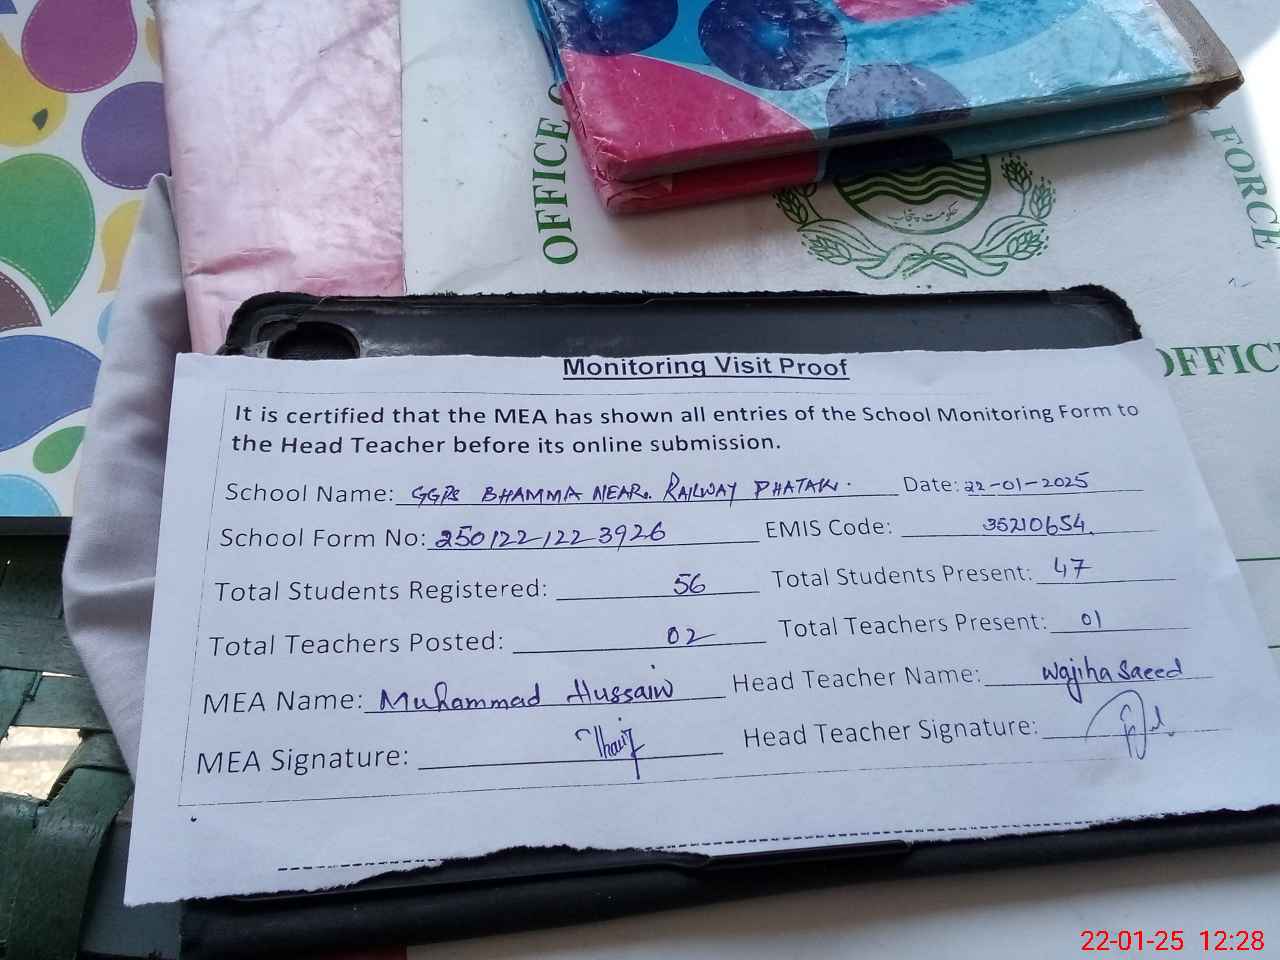 OFFICE
FORCE
حکومت پنجاب
OFFIC
Monitoring Visit Proof
It is certified that the MEA has shown all entries of the School Monitoring Form to
the Head Teacher before its online submission.
School Name: GGPS BHAMMA NEAR. RAILWAY PHATAK. Date: 22-01-2025
School Form No: 250122122 3926 EMIS Code: 35210654.
Total Students Registered: 56 Total Students Present: 47
Total Teachers Posted: 02 Total Teachers Present: 01
MEA Name: Muhammad Hussain Head Teacher Name: Wajiha Saeed
MEA Signature: Head Teacher Signature:
22-01-25 12:28